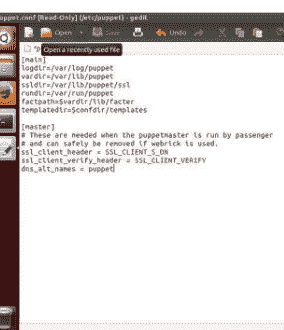 puppet.conf [Read-Only] (/etc/puppet) - gedit
Open
Save
Undo
Open a recently used file
[main]
logdir=/var/log/puppet
vardir=/var/lib/puppet
ssldir=/var/lib/puppet/ssl
rundir=/var/run/puppet
factpath=$vardir/lib/facter
templatedir=$confdir/templates
[master]
# These are needed when the puppetmaster is run by passenger
# and can safely be removed if webrick is used.
ssl_client_header = SSL_CLIENT_S_DN
ssl_client_verify_header = SSL_CLIENT_VERIFY
dns_alt_names = puppet